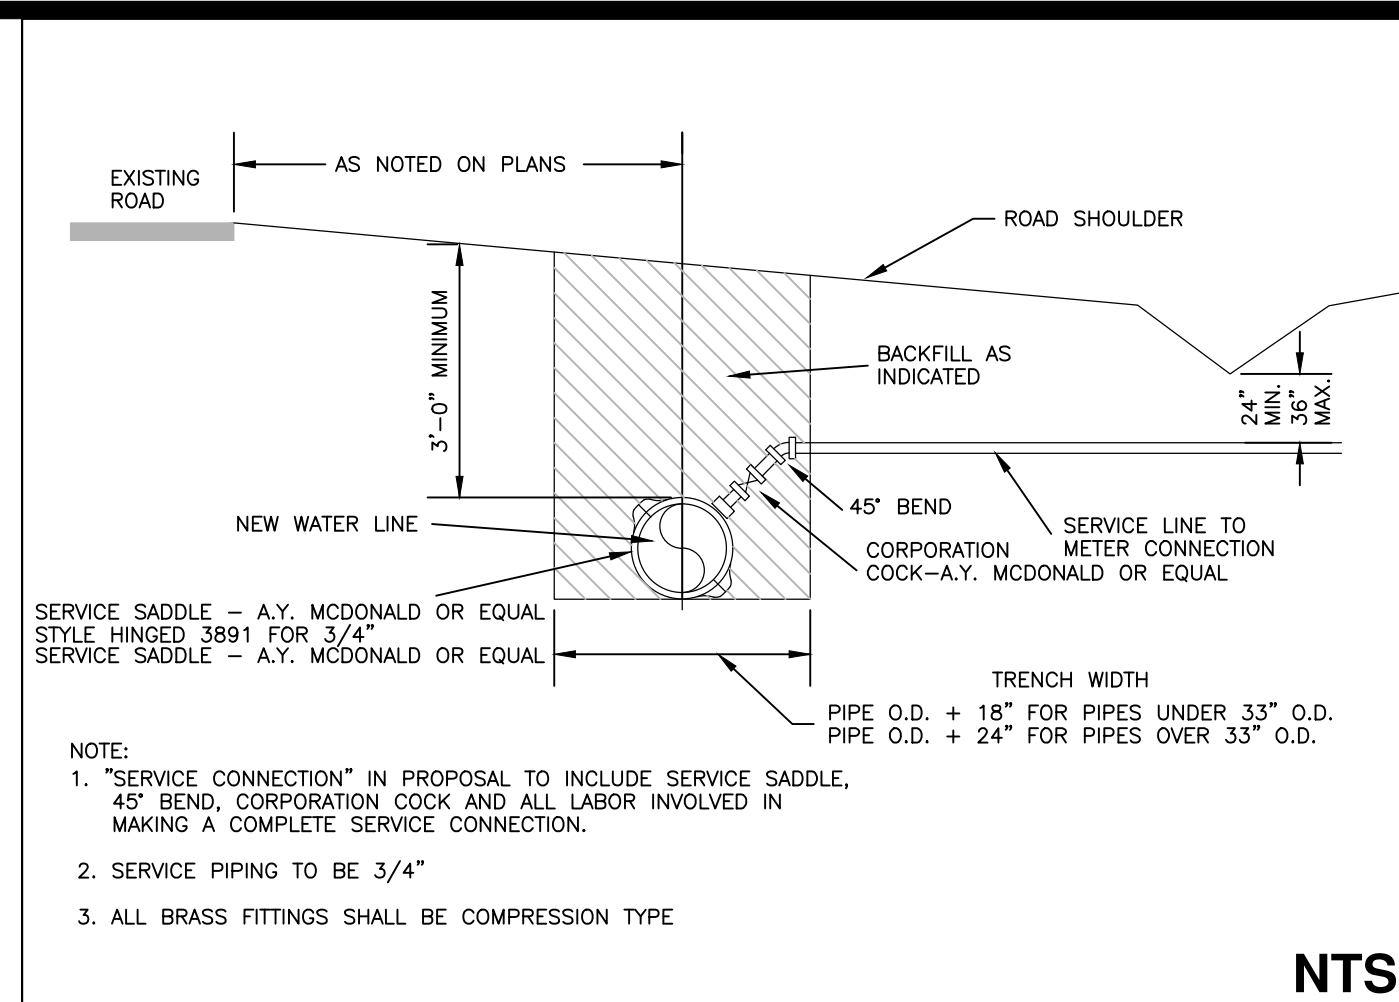 AS NOTED ON PLANS
EXISTING
ROAD
ROAD SHOULDER
3'-0" MINIMUM
BACKFILL AS
INDICATED
24"
MIN.
36"
MAX.
45° BEND
NEW WATER LINE
SERVICE LINE TO
METER CONNECTION
CORPORATION
COCK-A.Y. MCDONALD OR EQUAL
SERVICE SADDLE - A.Y. MCDONALD OR EQUAL
STYLE HINGED 3891 FOR 3/4"
SERVICE SADDLE - A.Y. MCDONALD OR EQUAL
TRENCH WIDTH
PIPE O.D. + 18" FOR PIPES UNDER 33" O.D.
PIPE O.D. + 24" FOR PIPES OVER 33" O.D.
NOTE:
1. "SERVICE CONNECTION" IN PROPOSAL TO INCLUDE SERVICE SADDLE,
45° BEND, CORPORATION COCK AND ALL LABOR INVOLVED IN
MAKING A COMPLETE SERVICE CONNECTION.
2. SERVICE PIPING TO BE 3/4"
3. ALL BRASS FITTINGS SHALL BE COMPRESSION TYPE
NTS